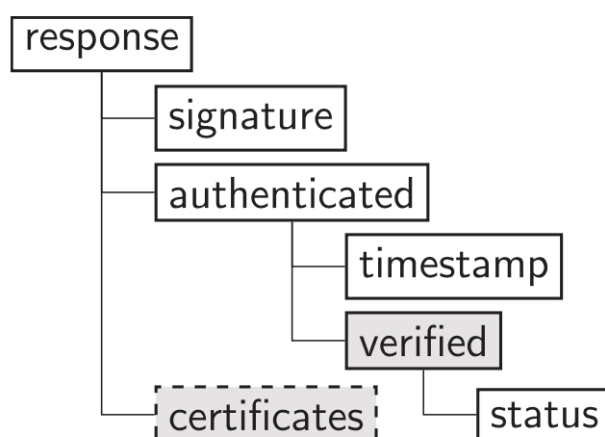 response
signature
authenticated
timestamp
verified
certificates
status